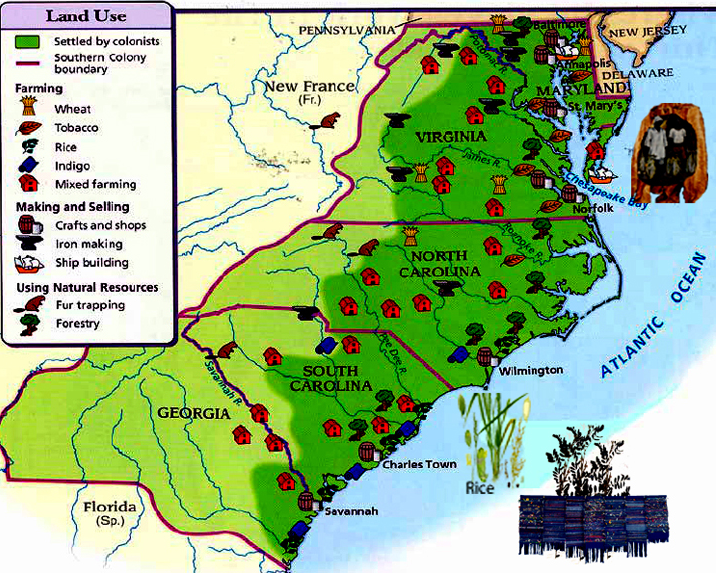 Land Use
Settled by colonists
Southern Colony
boundary
Farming
Wheat
Tobacco
Rice
Indigo
Mixed farming
Making and Selling
Crafts and shops
Iron making
Ship building
Using Natural Resources
Fur trapping
Forestry
PENNSYLVANIA
Baltimore
NEW JERSEY
New France
(Fr.)
Potomac R.
Annapolis
DELAWARE
MARYLAND
St. Mary's
VIRGINIA
James R.
Chesapeake Bay
Norfolk
Roanoke R.
NORTH
CAROLINA
ATLANTIC OCEAN
Pee Dee R.
Wilmington
SOUTH
CAROLINA
Savannah R.
GEORGIA
Charles Town
Rice
Florida
(Sp.)
Savannah